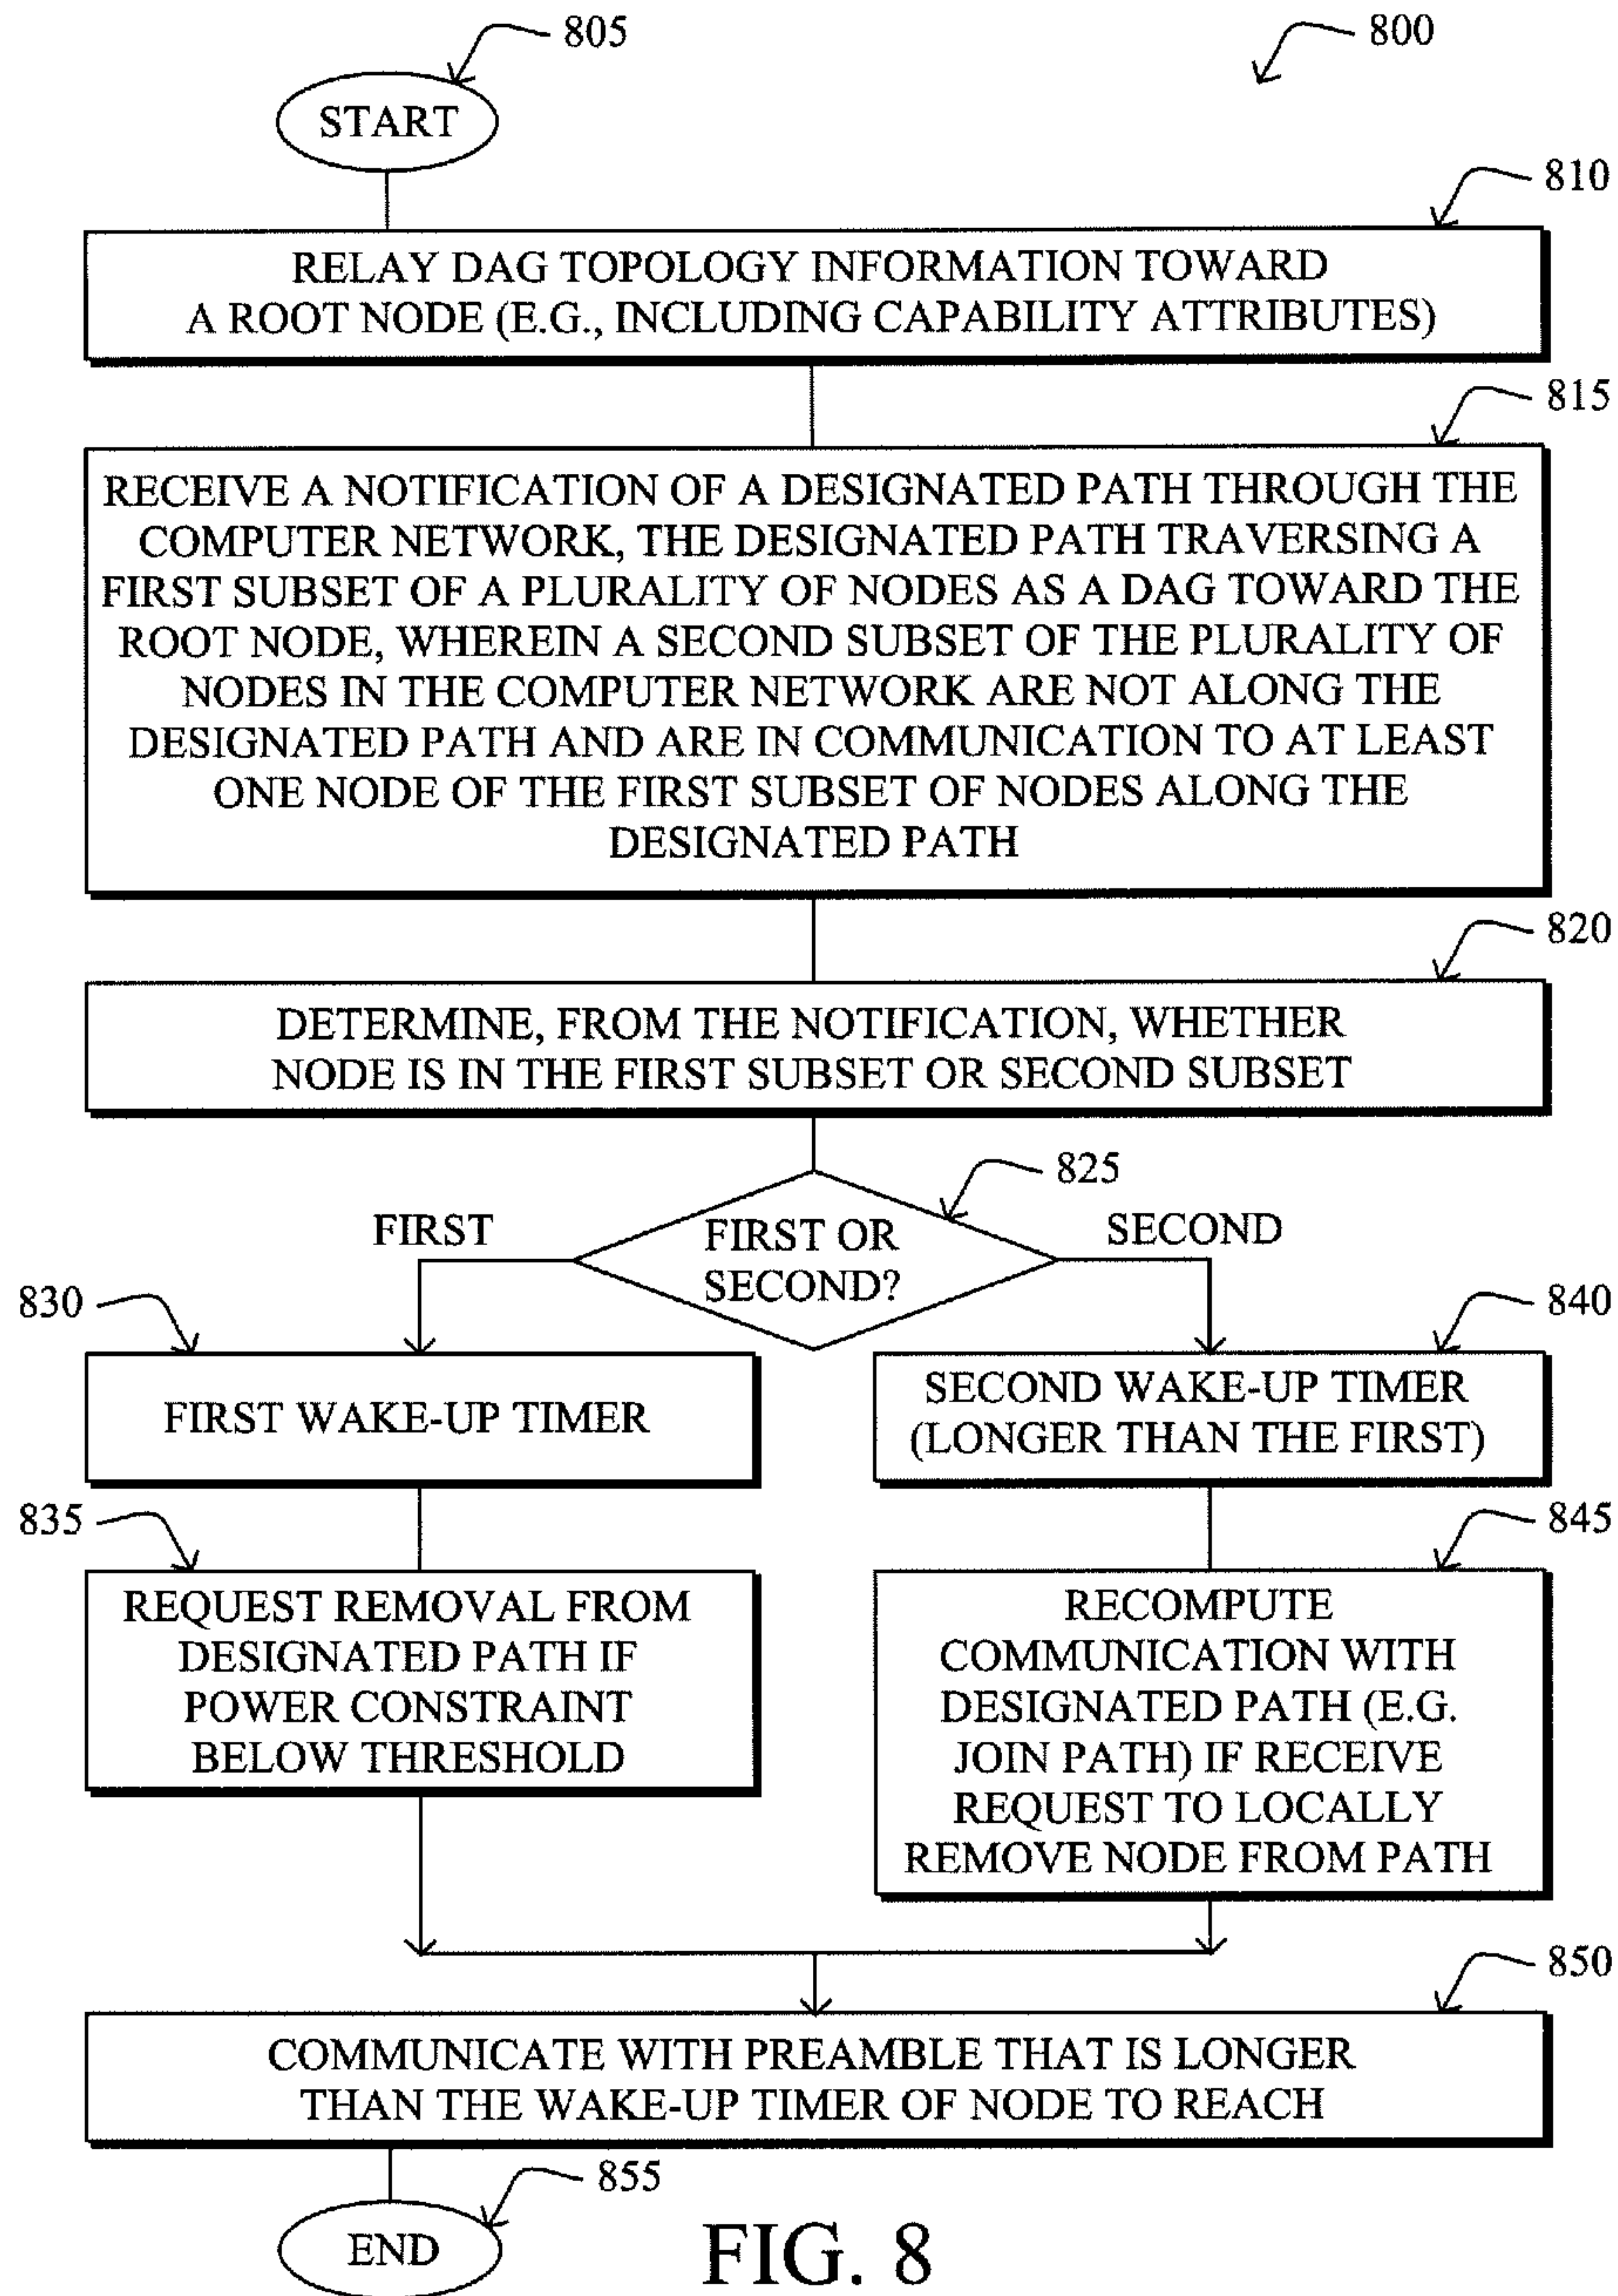 805
800
START
810
RELAY DAG TOPOLOGY INFORMATION TOWARD
A ROOT NODE (E.G., INCLUDING CAPABILITY ATTRIBUTES)
815
RECEIVE A NOTIFICATION OF A DESIGNATED PATH THROUGH THE
COMPUTER NETWORK, THE DESIGNATED PATH TRAVERSING A
FIRST SUBSET OF A PLURALITY OF NODES AS A DAG TOWARD THE
ROOT NODE, WHEREIN A SECOND SUBSET OF THE PLURALITY OF
NODES IN THE COMPUTER NETWORK ARE NOT ALONG THE
DESIGNATED PATH AND ARE IN COMMUNICATION TO AT LEAST
ONE NODE OF THE FIRST SUBSET OF NODES ALONG THE
DESIGNATED PATH
820
DETERMINE, FROM THE NOTIFICATION, WHETHER
NODE IS IN THE FIRST SUBSET OR SECOND SUBSET
825
FIRST
FIRST OR
SECOND?
SECOND
830
FIRST WAKE-UP TIMER
840
SECOND WAKE-UP TIMER
(LONGER THAN THE FIRST)
835
REQUEST REMOVAL FROM
DESIGNATED PATH IF
POWER CONSTRAINT
BELOW THRESHOLD
845
RECOMPUTE
COMMUNICATION WITH
DESIGNATED PATH (E.G.
JOIN PATH) IF RECEIVE
REQUEST TO LOCALLY
REMOVE NODE FROM PATH
850
COMMUNICATE WITH PREAMBLE THAT IS LONGER
THAN THE WAKE-UP TIMER OF NODE TO REACH
855
END
FIG. 8